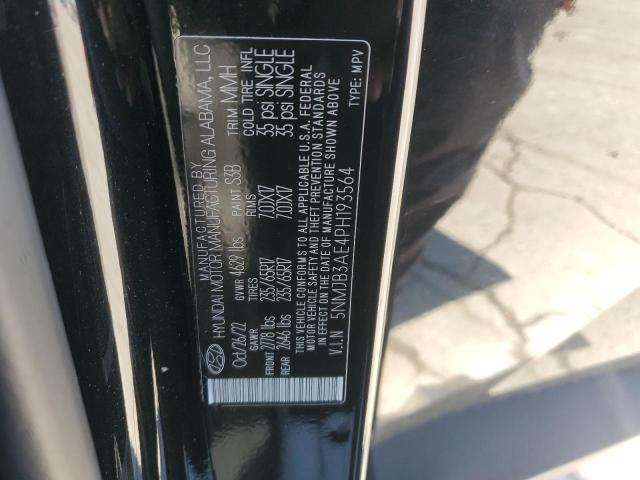 MANUFACTURED BY
HYUNDAI MOTOR MANUFACTURING ALABAMA, LLC
Oct/26/22 GVWR 4629 lbs PAINT S3B TRIM MMH
GAWR TIRES RIMS COLD TIRE INFL
FRONT 2778 lbs 235/65R17 7.0JX17 35 psi SINGLE
REAR 2646 lbs 235/65R17 7.0JX17 35 psi SINGLE
THIS VEHICLE CONFORMS TO ALL APPLICABLE U.S.A. FEDERAL
MOTOR VEHICLE SAFETY AND THEFT PREVENTION STANDARDS
IN EFFECT ON THE DATE OF MANUFACTURE SHOWN ABOVE.
V.I.N 5NMJB3AE4PH193564 TYPE: MPV